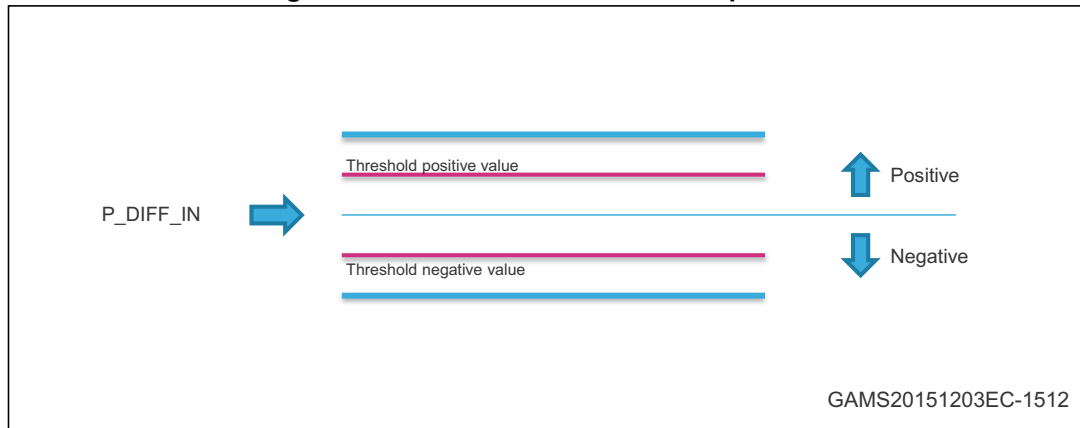 Threshold positive value
Positive
P_DIFF_IN
Negative
Threshold negative value
GAMS20151203EC-1512